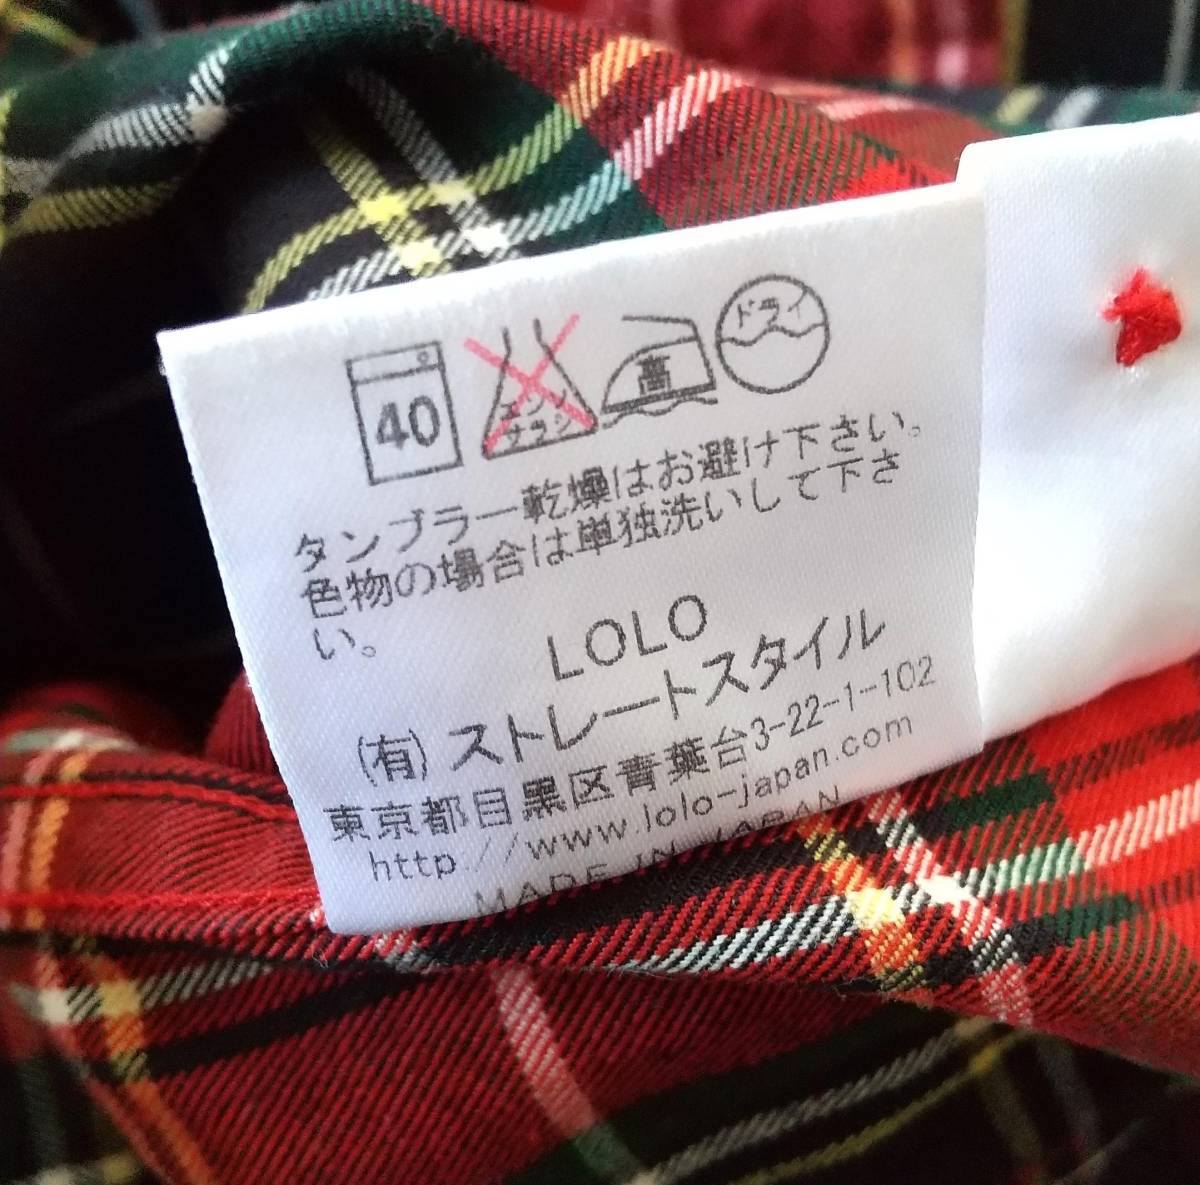 40 エンソ サラシ 高 ドライ
タンブラー乾燥はお避け下さい。
色物の場合は単独洗いして下さ
い。
LOLO
(有)ストレートスタイル
東京都目黒区青葉台3-22-1-102
http://www.lolo-japan.com
MADE IN JAPAN